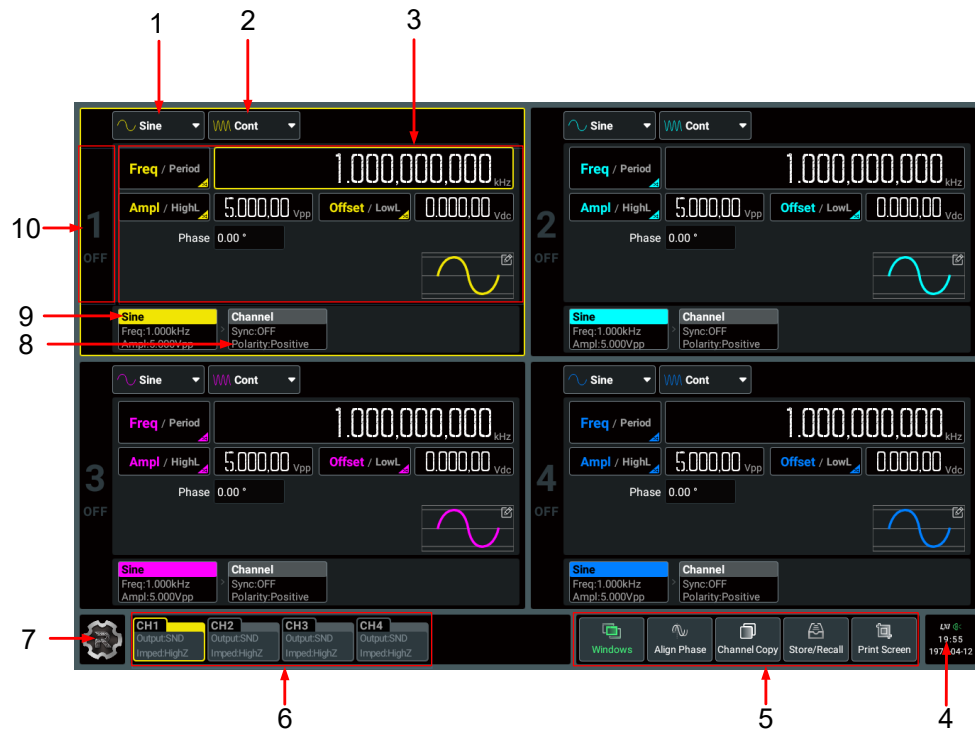 1
2
3
Sine
Cont
Freq / Period
1.000,000,000 kHz
Ampl / HighL
5.000,00 Vpp
Offset / LowL
0.000,00 Vdc
Phase 0.00 °
1
OFF
10
9
Sine
Freq:1.000kHz
Ampl:5.000Vpp
Channel
Sync:OFF
Polarity:Positive
8
Sine
Cont
Freq / Period
1.000,000,000 kHz
Ampl / HighL
5.000,00 Vpp
Offset / LowL
0.000,00 Vdc
Phase 0.00 °
2
OFF
Sine
Freq:1.000kHz
Ampl:5.000Vpp
Channel
Sync:OFF
Polarity:Positive
Sine
Cont
Freq / Period
1.000,000,000 kHz
Ampl / HighL
5.000,00 Vpp
Offset / LowL
0.000,00 Vdc
Phase 0.00 °
3
OFF
Sine
Freq:1.000kHz
Ampl:5.000Vpp
Channel
Sync:OFF
Polarity:Positive
Sine
Cont
Freq / Period
1.000,000,000 kHz
Ampl / HighL
5.000,00 Vpp
Offset / LowL
0.000,00 Vdc
Phase 0.00 °
4
OFF
Sine
Freq:1.000kHz
Ampl:5.000Vpp
Channel
Sync:OFF
Polarity:Positive
7
CH1
Output:SND
Imped:HighZ
CH2
Output:SND
Imped:HighZ
CH3
Output:SND
Imped:HighZ
CH4
Output:SND
Imped:HighZ
Windows
Align Phase
Channel Copy
Store/Recall
Print Screen
LXI
19:55
6
5
4